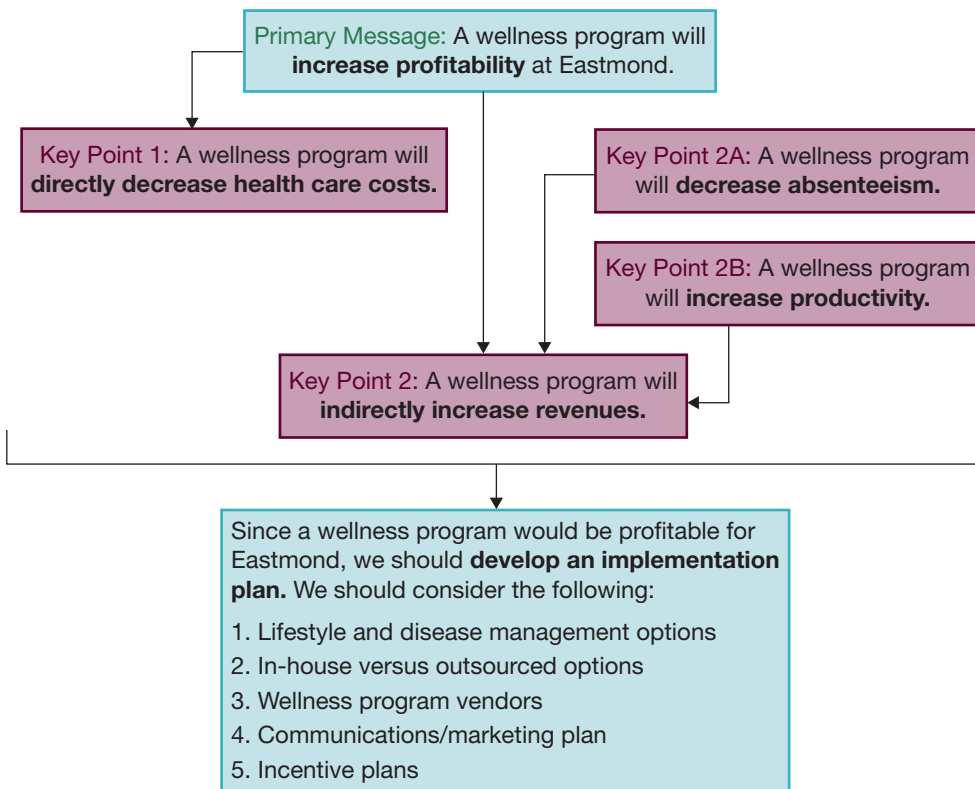 Primary Message: A wellness program will
increase profitability at Eastmond.
Key Point 1: A wellness program will
directly decrease health care costs.
Key Point 2A: A wellness program
will decrease absenteeism.
Key Point 2B: A wellness program
will increase productivity.
Key Point 2: A wellness program will
indirectly increase revenues.
Since a wellness program would be profitable for
Eastmond, we should develop an implementation
plan. We should consider the following:
1. Lifestyle and disease management options
2. In-house versus outsourced options
3. Wellness program vendors
4. Communications/marketing plan
5. Incentive plans